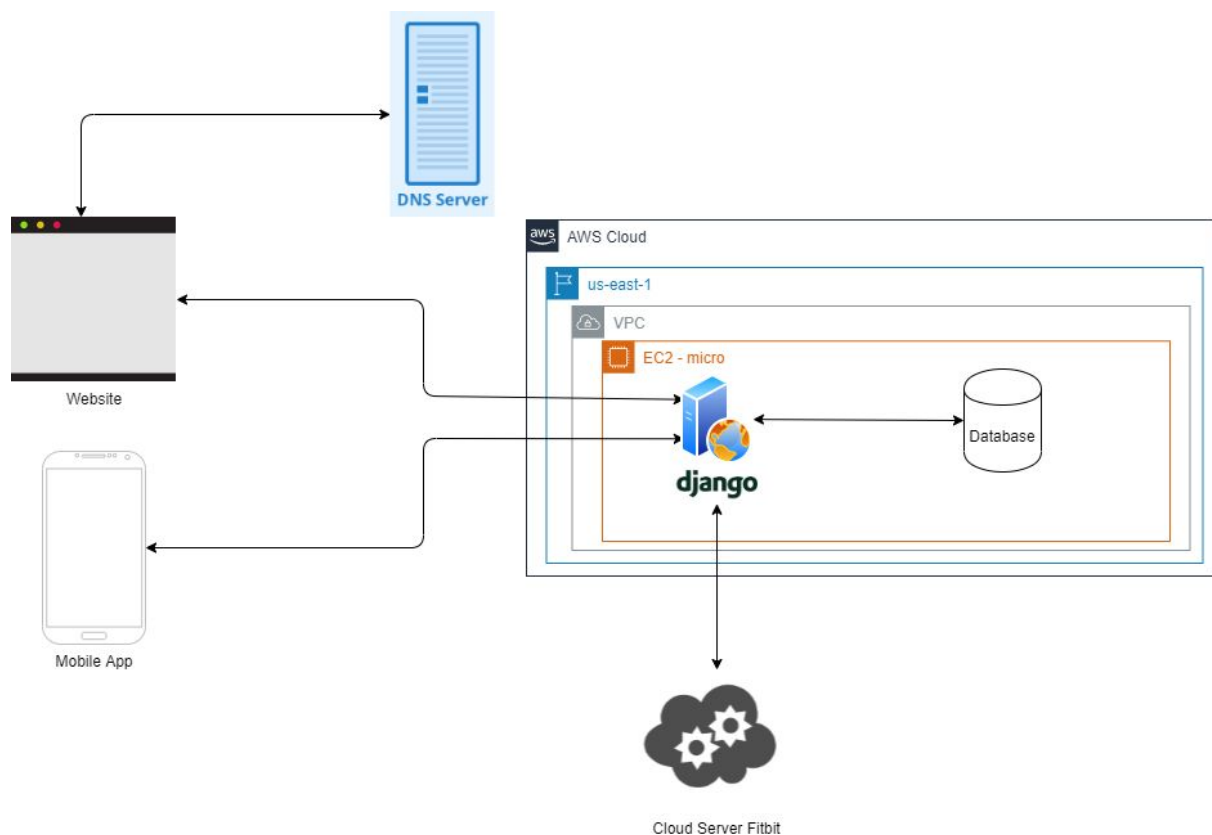 DNS Server
aws
AWS Cloud
us-east-1
VPC
EC2 - micro
Website
django
Database
Mobile App
Cloud Server Fitbit